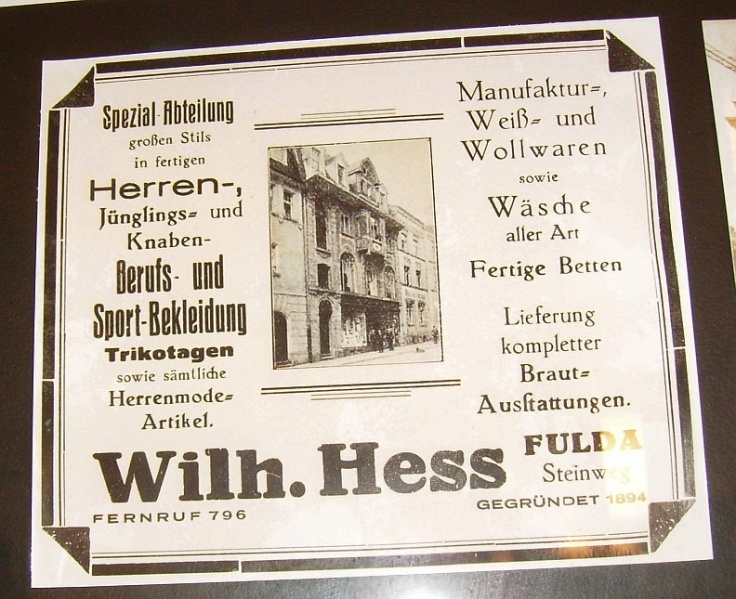 Spezial-Abteilung
großen Stils
in fertigen
Herren-,
Jünglings= und
Knaben-
Berufs- und
Sport-Bekleidung
Trikotagen
sowie sämtliche
Herrenmode=
Artikel.
Manufaktur=,
Weiß= und
Wollwaren
sowie
Wäsche
aller Art
Fertige Betten
Lieferung
kompletter
Braut=
Ausstattungen.
Wilh. Hess
FULDA
Steinweg
FERNRUF 796
GEGRÜNDET 1894